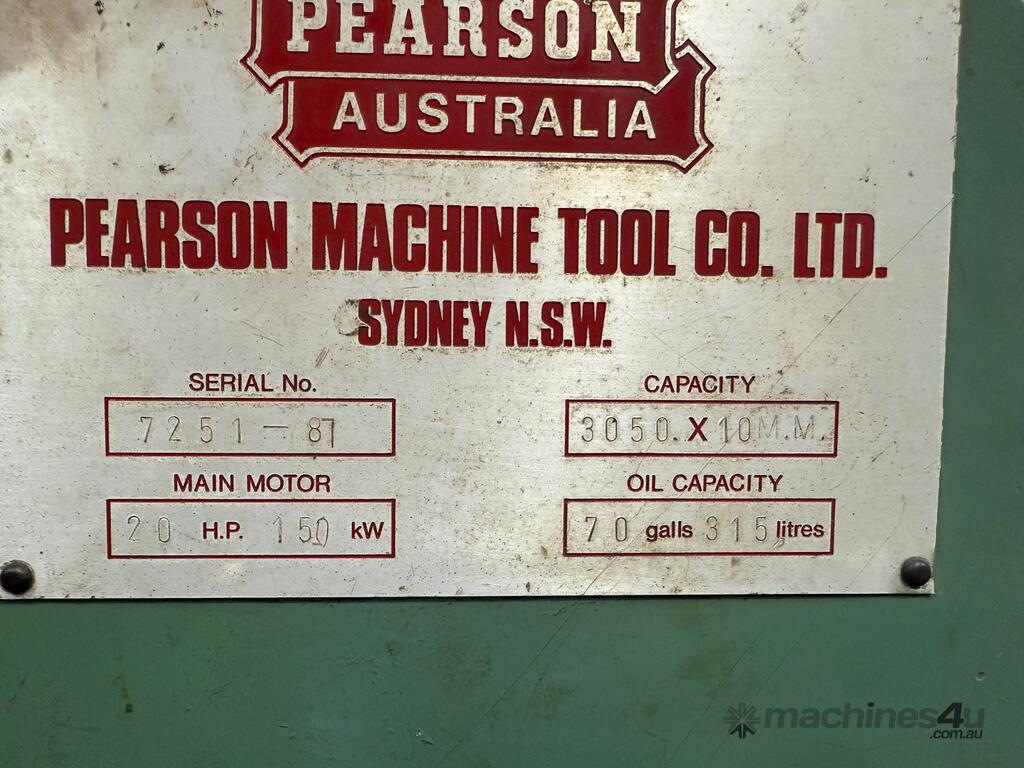 PEARSON
AUSTRALIA
PEARSON MACHINE TOOL CO. LTD.
SYDNEY N.S.W.
SERIAL No.
7251-87
CAPACITY
3050 X 10 M.M.
MAIN MOTOR
20 H.P. 150 kW
OIL CAPACITY
70 galls 315 litres
machines4u
.com.au